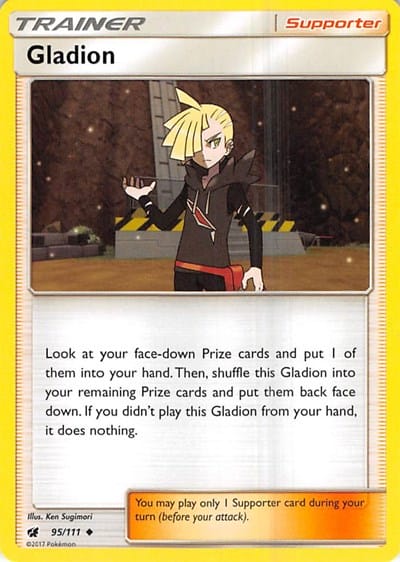 TRAINER Supporter
Gladion
Look at your face-down Prize cards and put 1 of
them into your hand. Then, shuffle this Gladion into
your remaining Prize cards and put them back face
down. If you didn't play this Gladion from your hand,
it does nothing.
You may play only 1 Supporter card during your
turn (before your attack).
Illus. Ken Sugimori
95/111
©2017 Pokémon